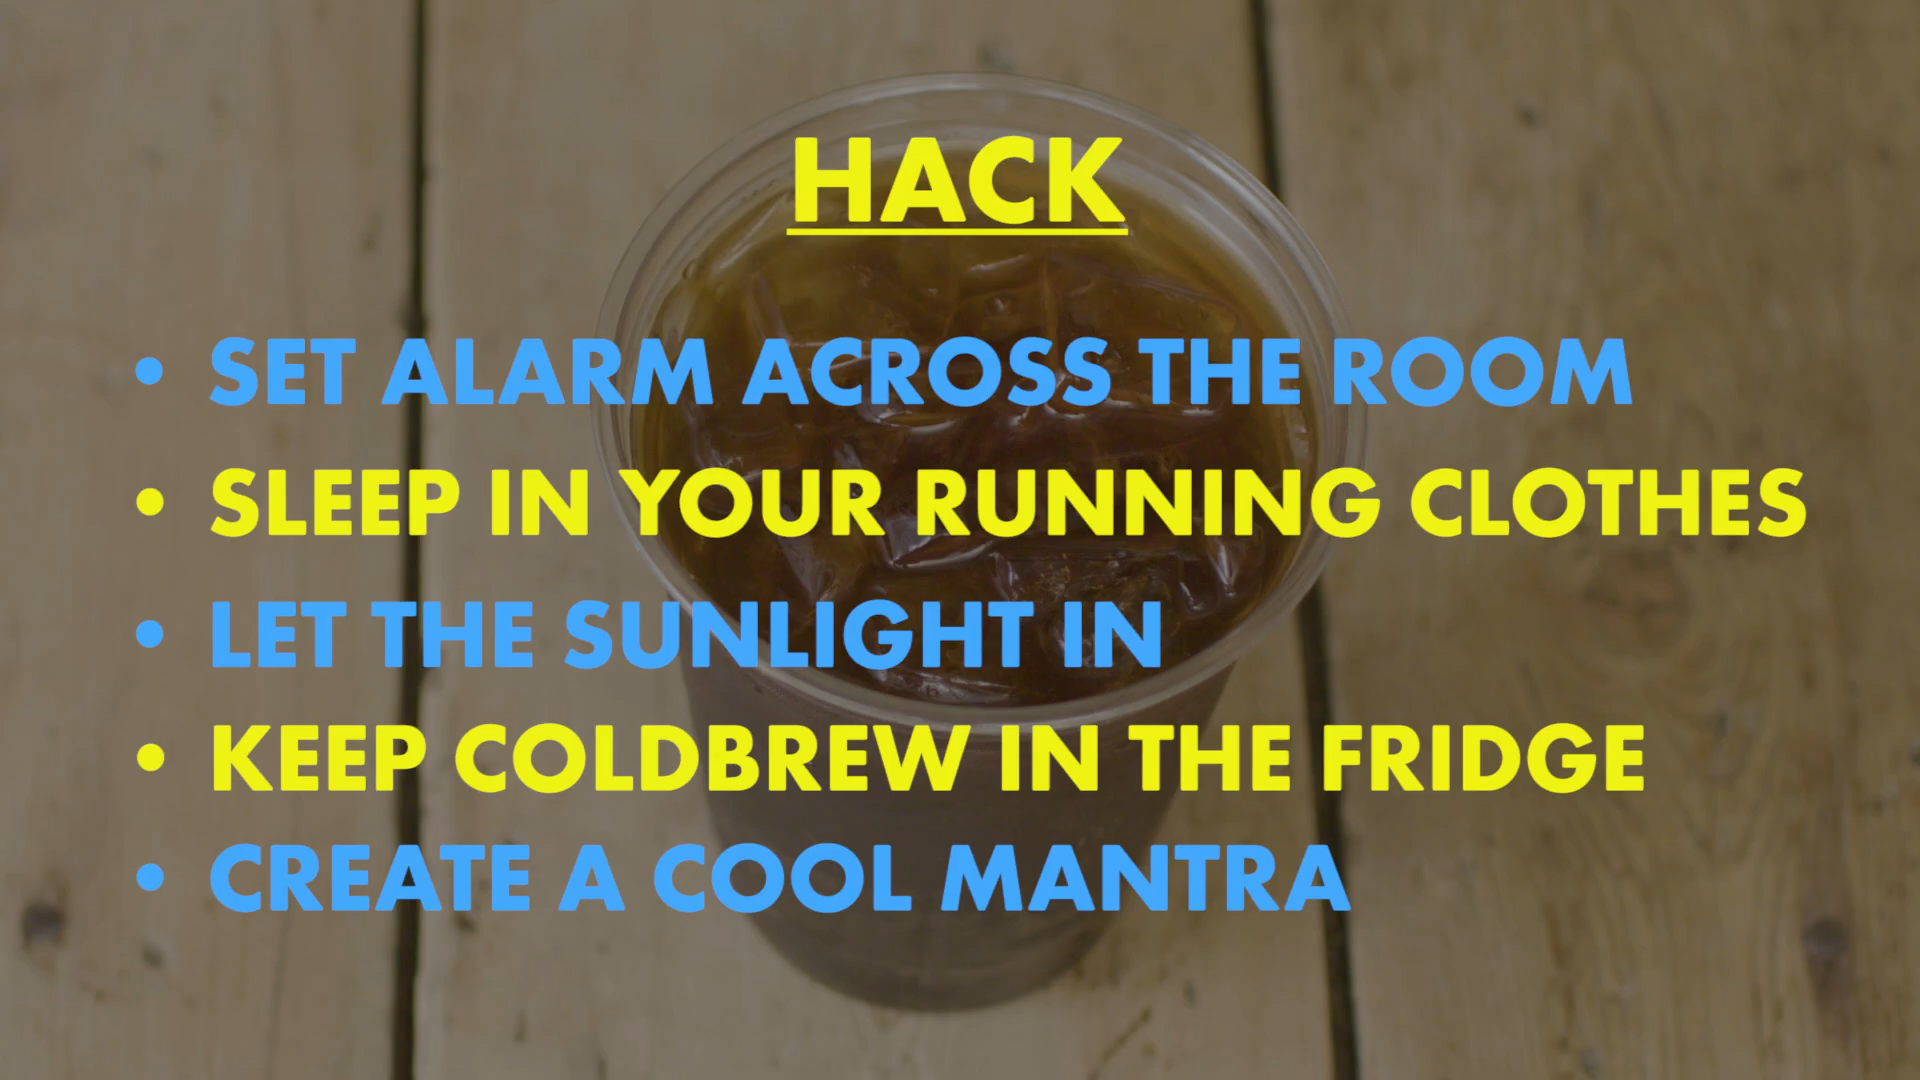 HACK
• SET ALARM ACROSS THE ROOM
• SLEEP IN YOUR RUNNING CLOTHES
• LET THE SUNLIGHT IN
• KEEP COLDBREW IN THE FRIDGE
• CREATE A COOL MANTRA